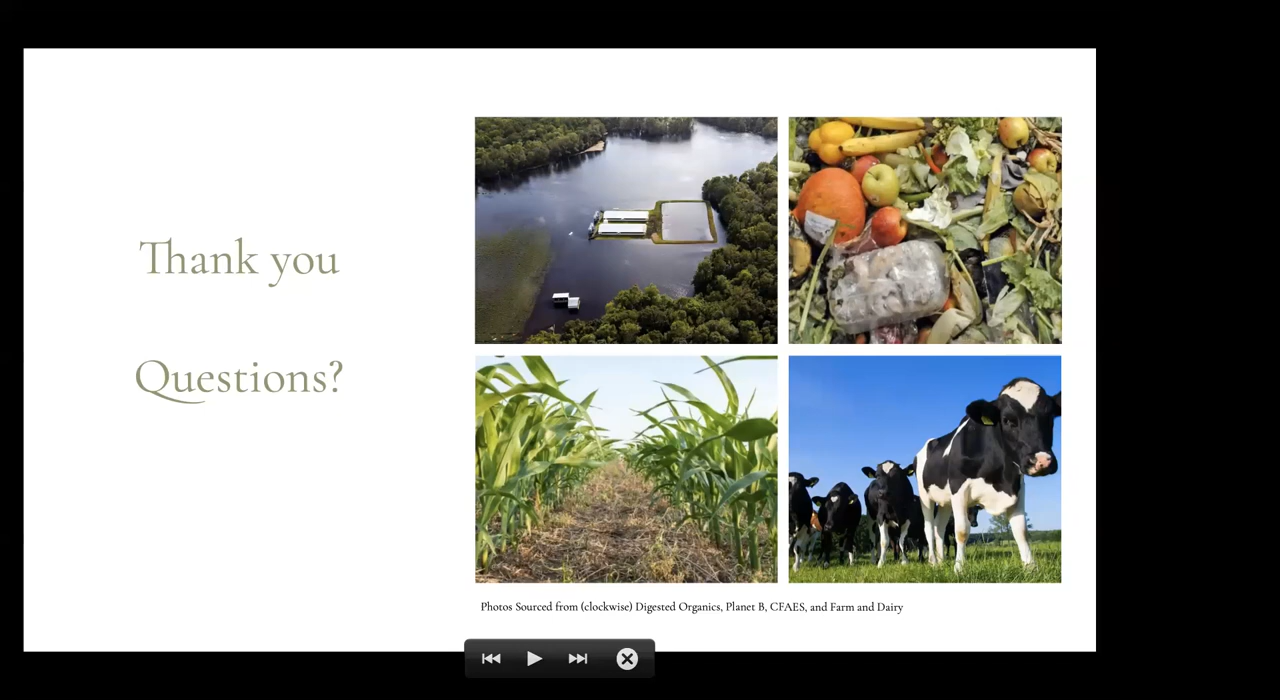 Thank you
Questions?
Photos Sourced from (clockwise) Digested Organics, Planet B, CFAES, and Farm and Dairy